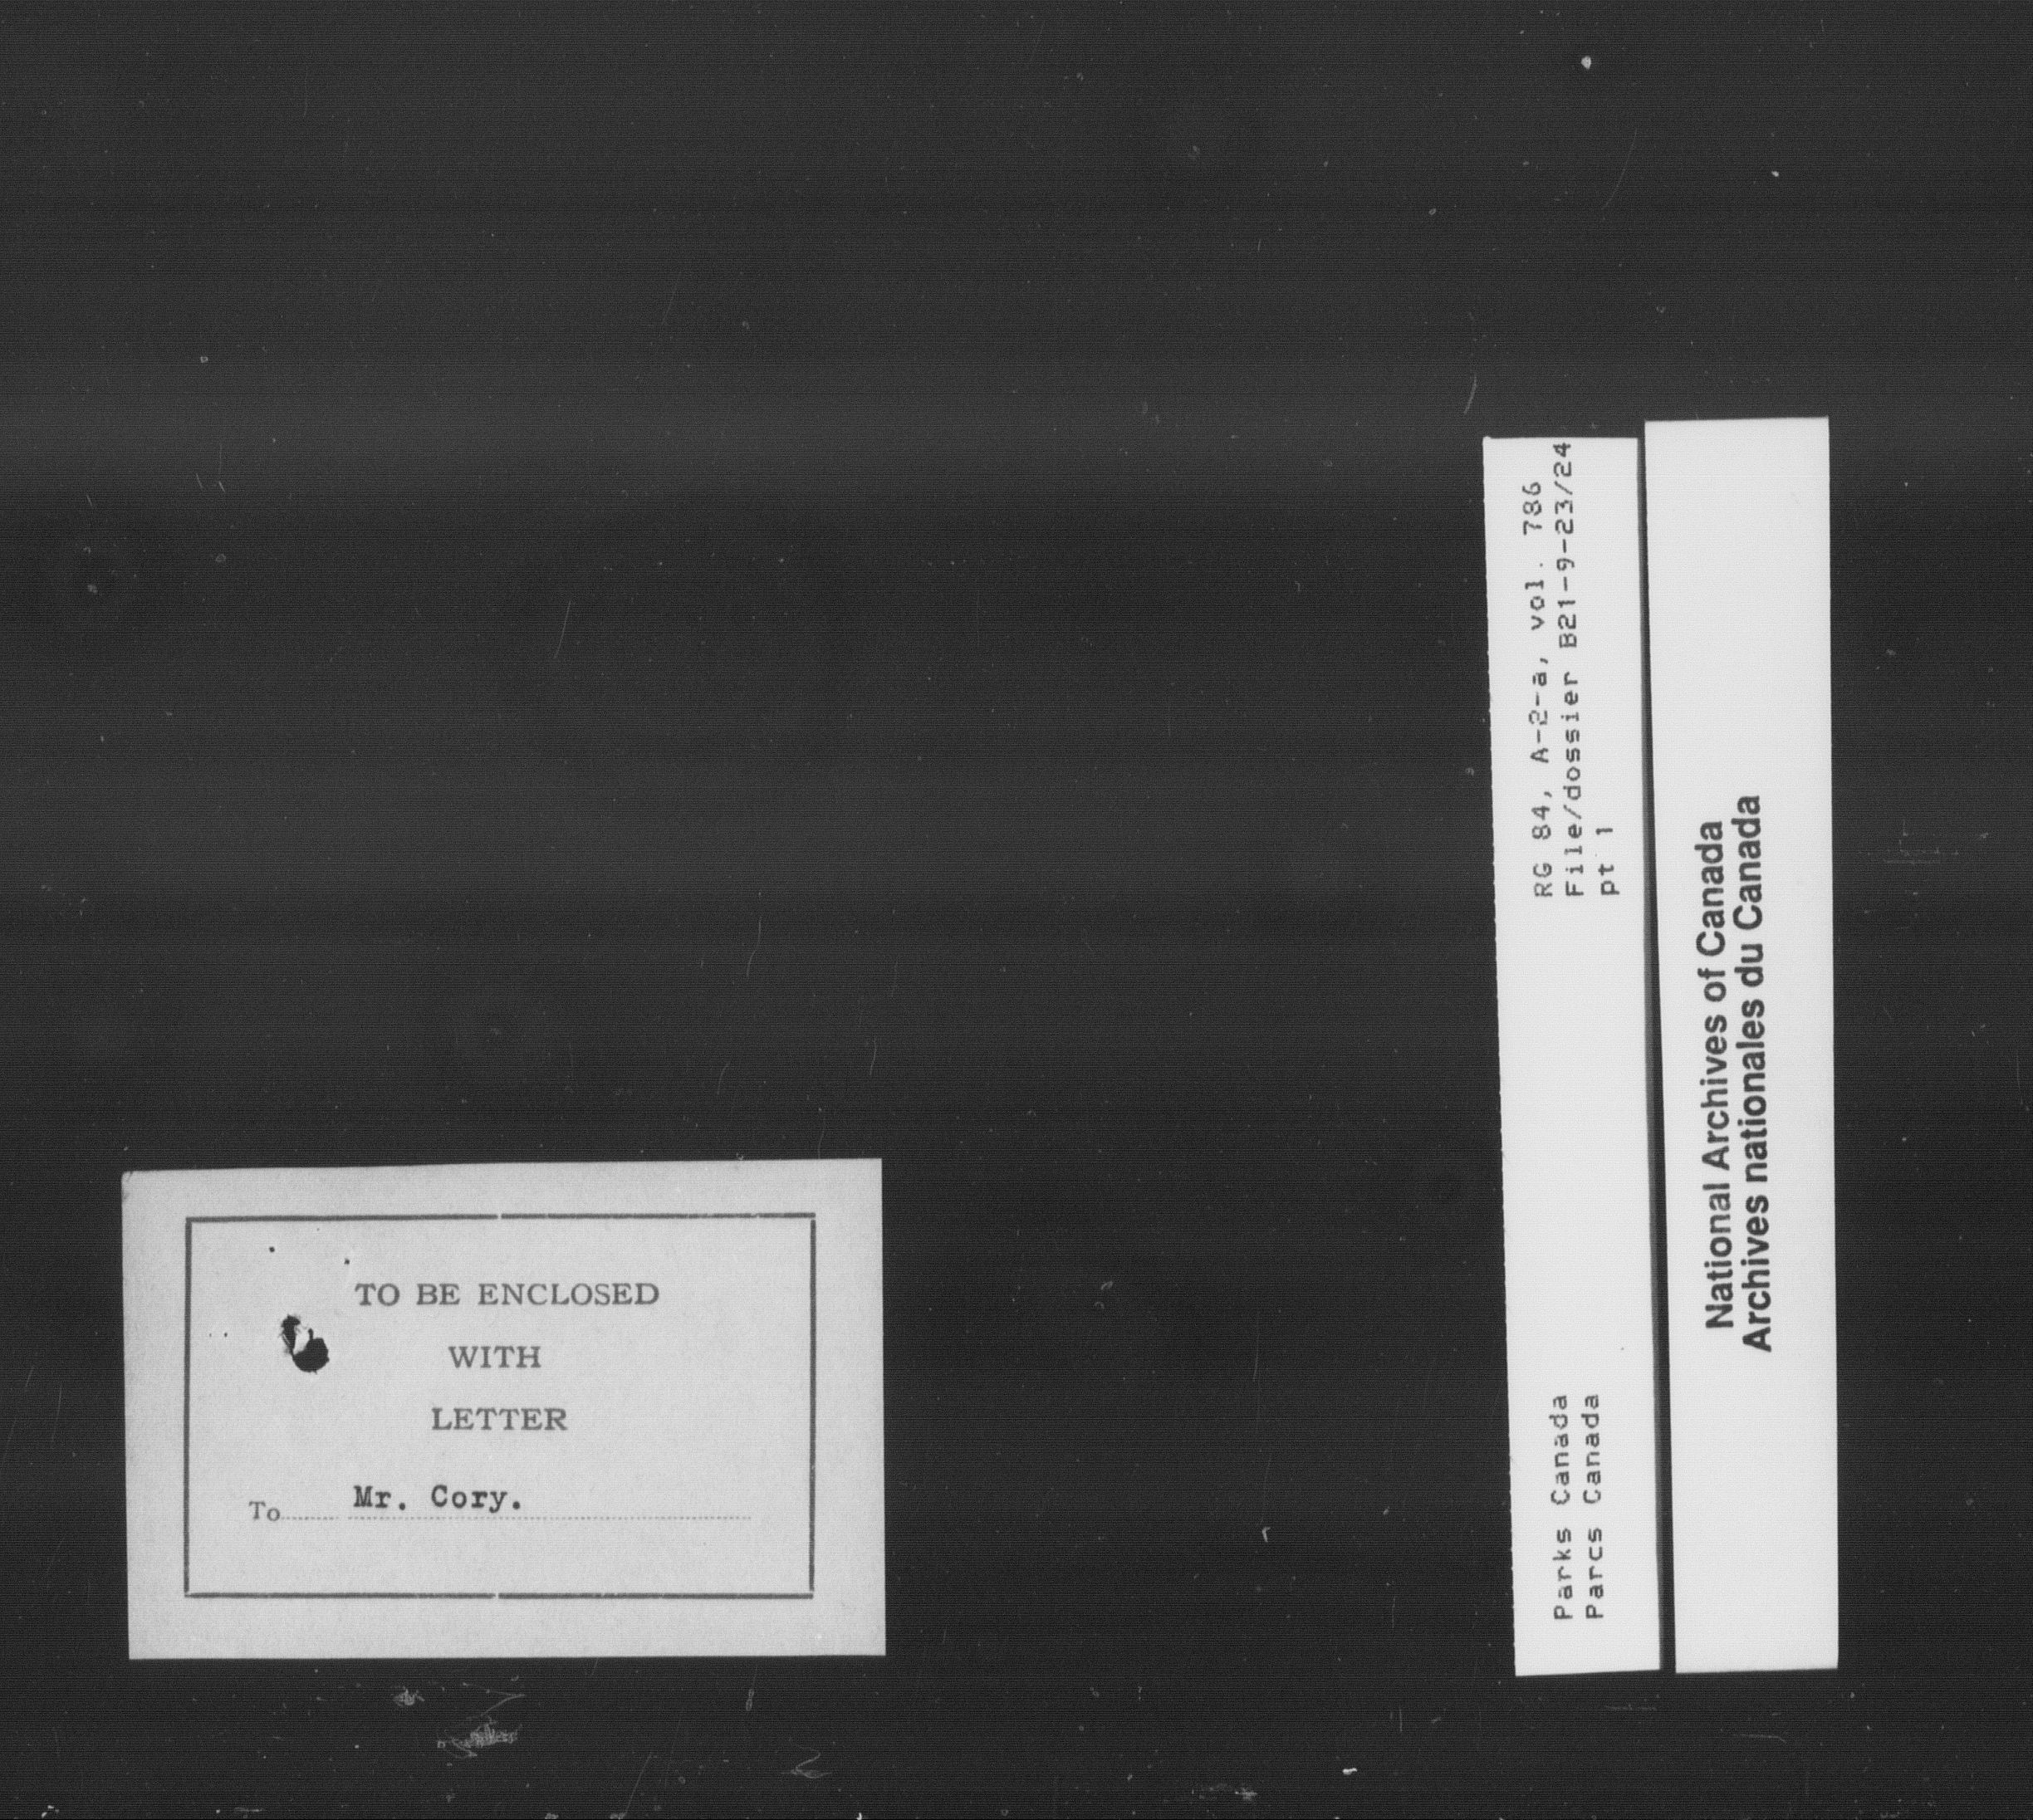 TO BE ENCLOSED
WITH
LETTER
To Mr. Cory.
Parks Canada
Parcs Canada
RG 84, A-2-a, vol. 786
File/dossier B21-9-23/24
pt 1
National Archives of Canada
Archives nationales du Canada